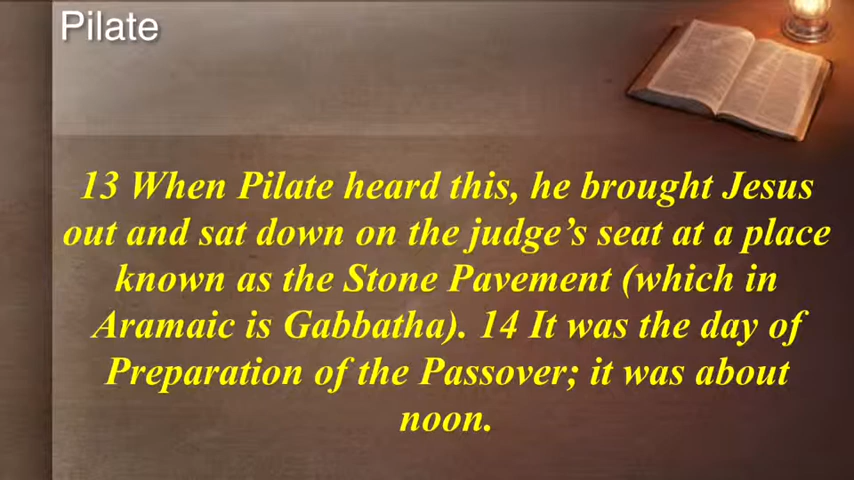 Pilate
13 When Pilate heard this, he brought Jesus
out and sat down on the judge’s seat at a place
known as the Stone Pavement (which in
Aramaic is Gabbatha). 14 It was the day of
Preparation of the Passover; it was about
noon.